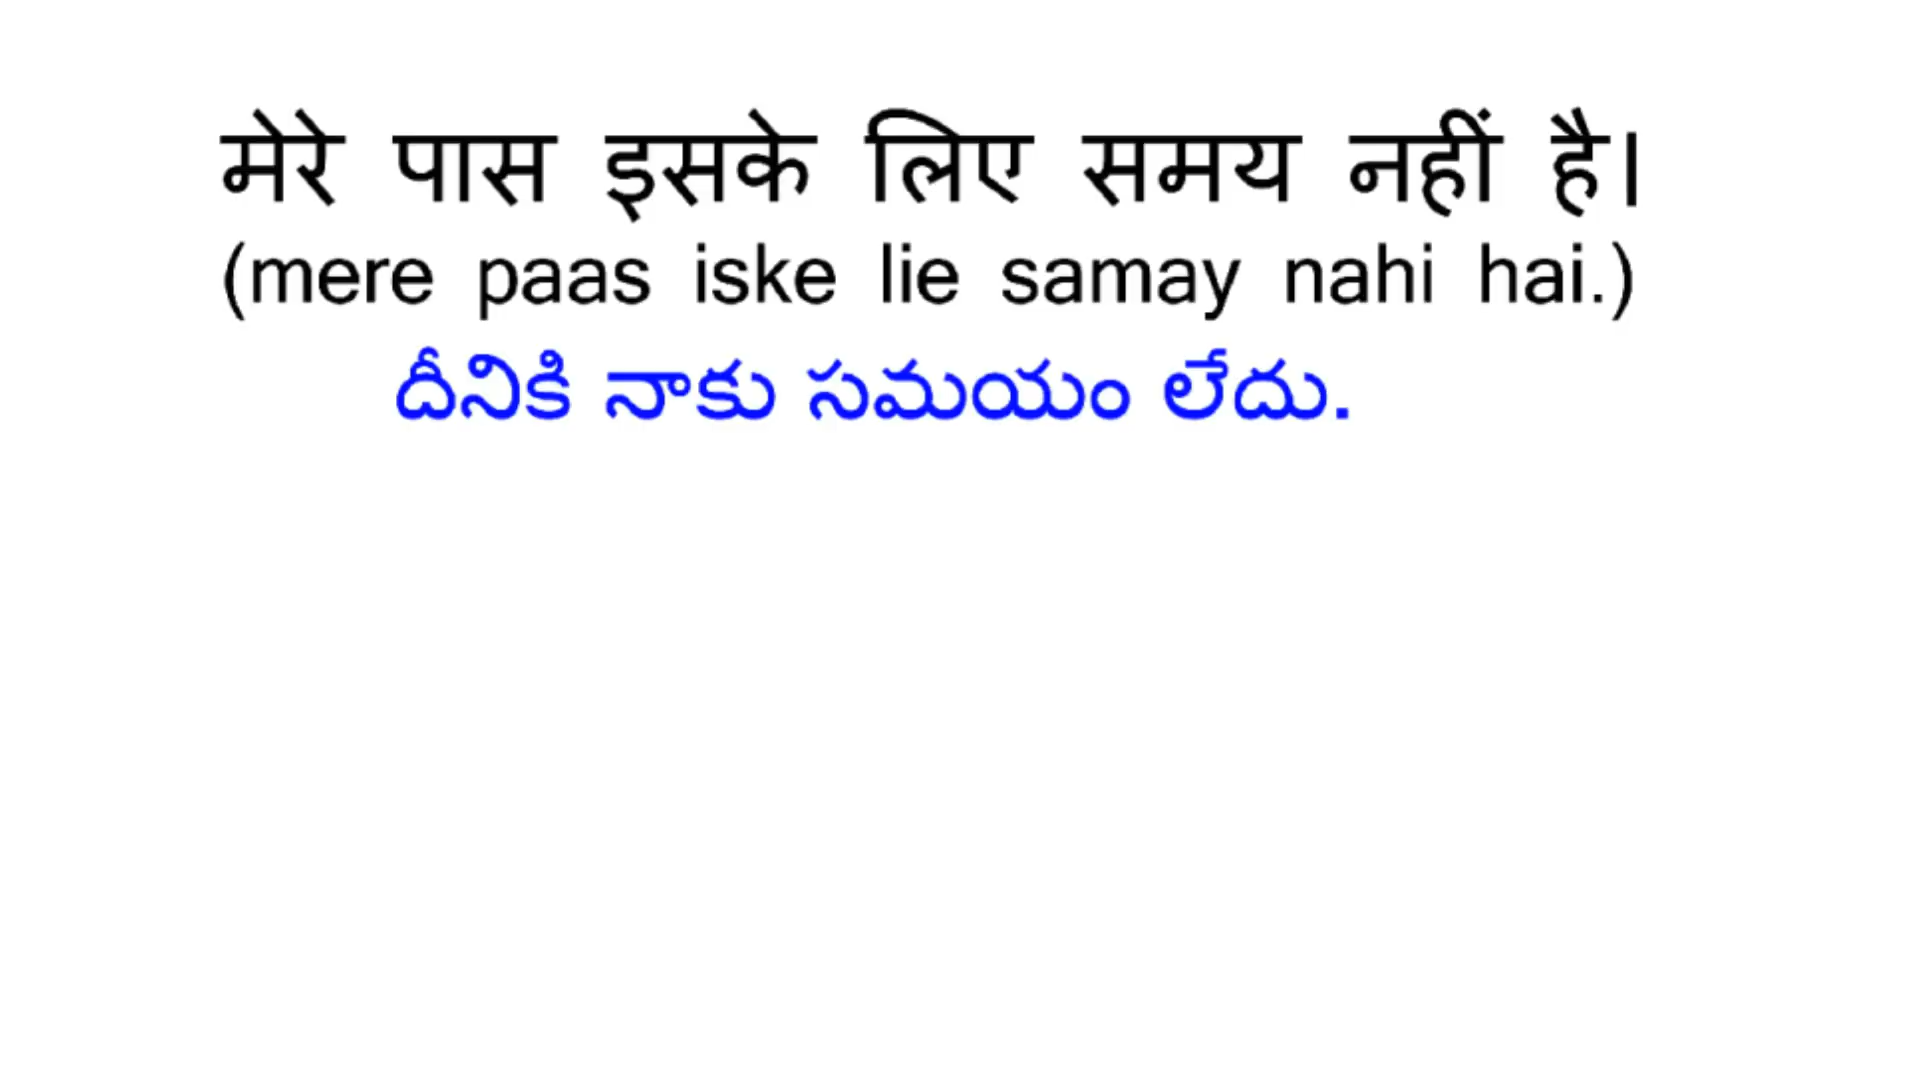 मेरे पास इसके लिए समय नहीं है।
(mere paas iske lie samay nahi hai.)
దీనికి నాకు సమయం లేదు.